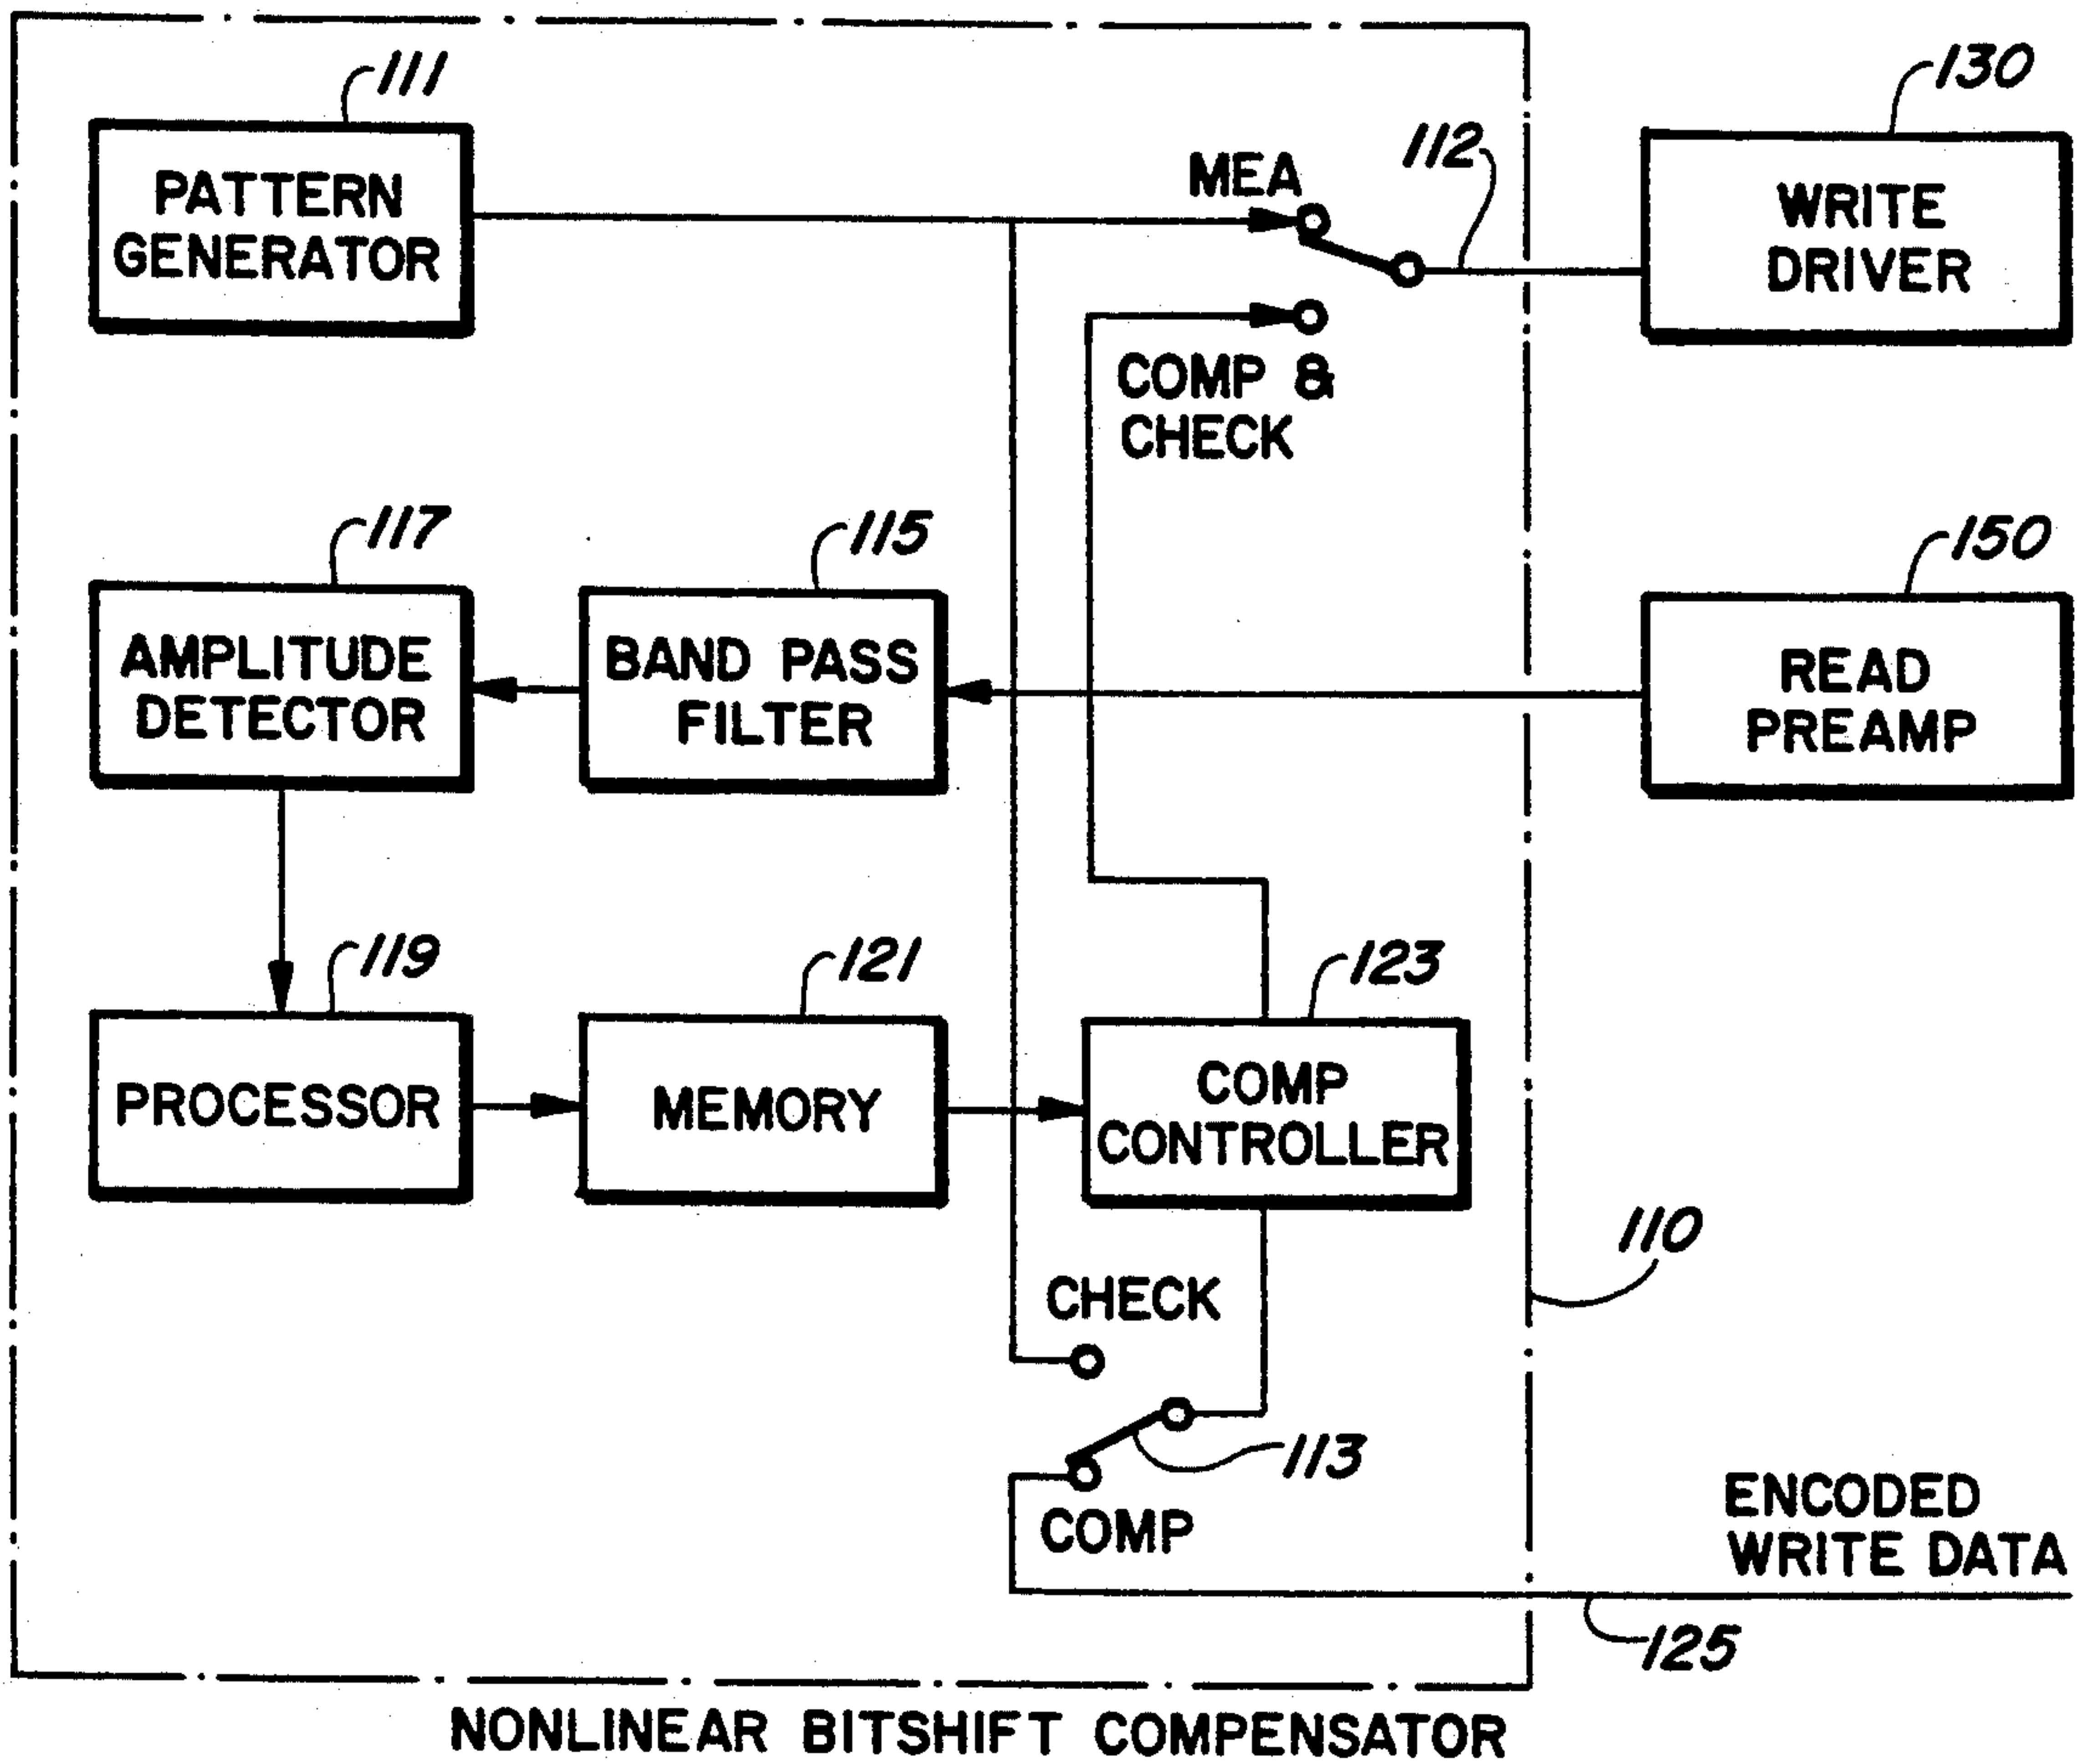 111
PATTERN
GENERATOR
MEA
112
130
WRITE
DRIVER
COMP &
CHECK
117
AMPLITUDE
DETECTOR
115
BAND PASS
FILTER
150
READ
PREAMP
119
PROCESSOR
121
MEMORY
123
COMP
CONTROLLER
110
CHECK
113
COMP
ENCODED
WRITE DATA
125
NONLINEAR BITSHIFT COMPENSATOR